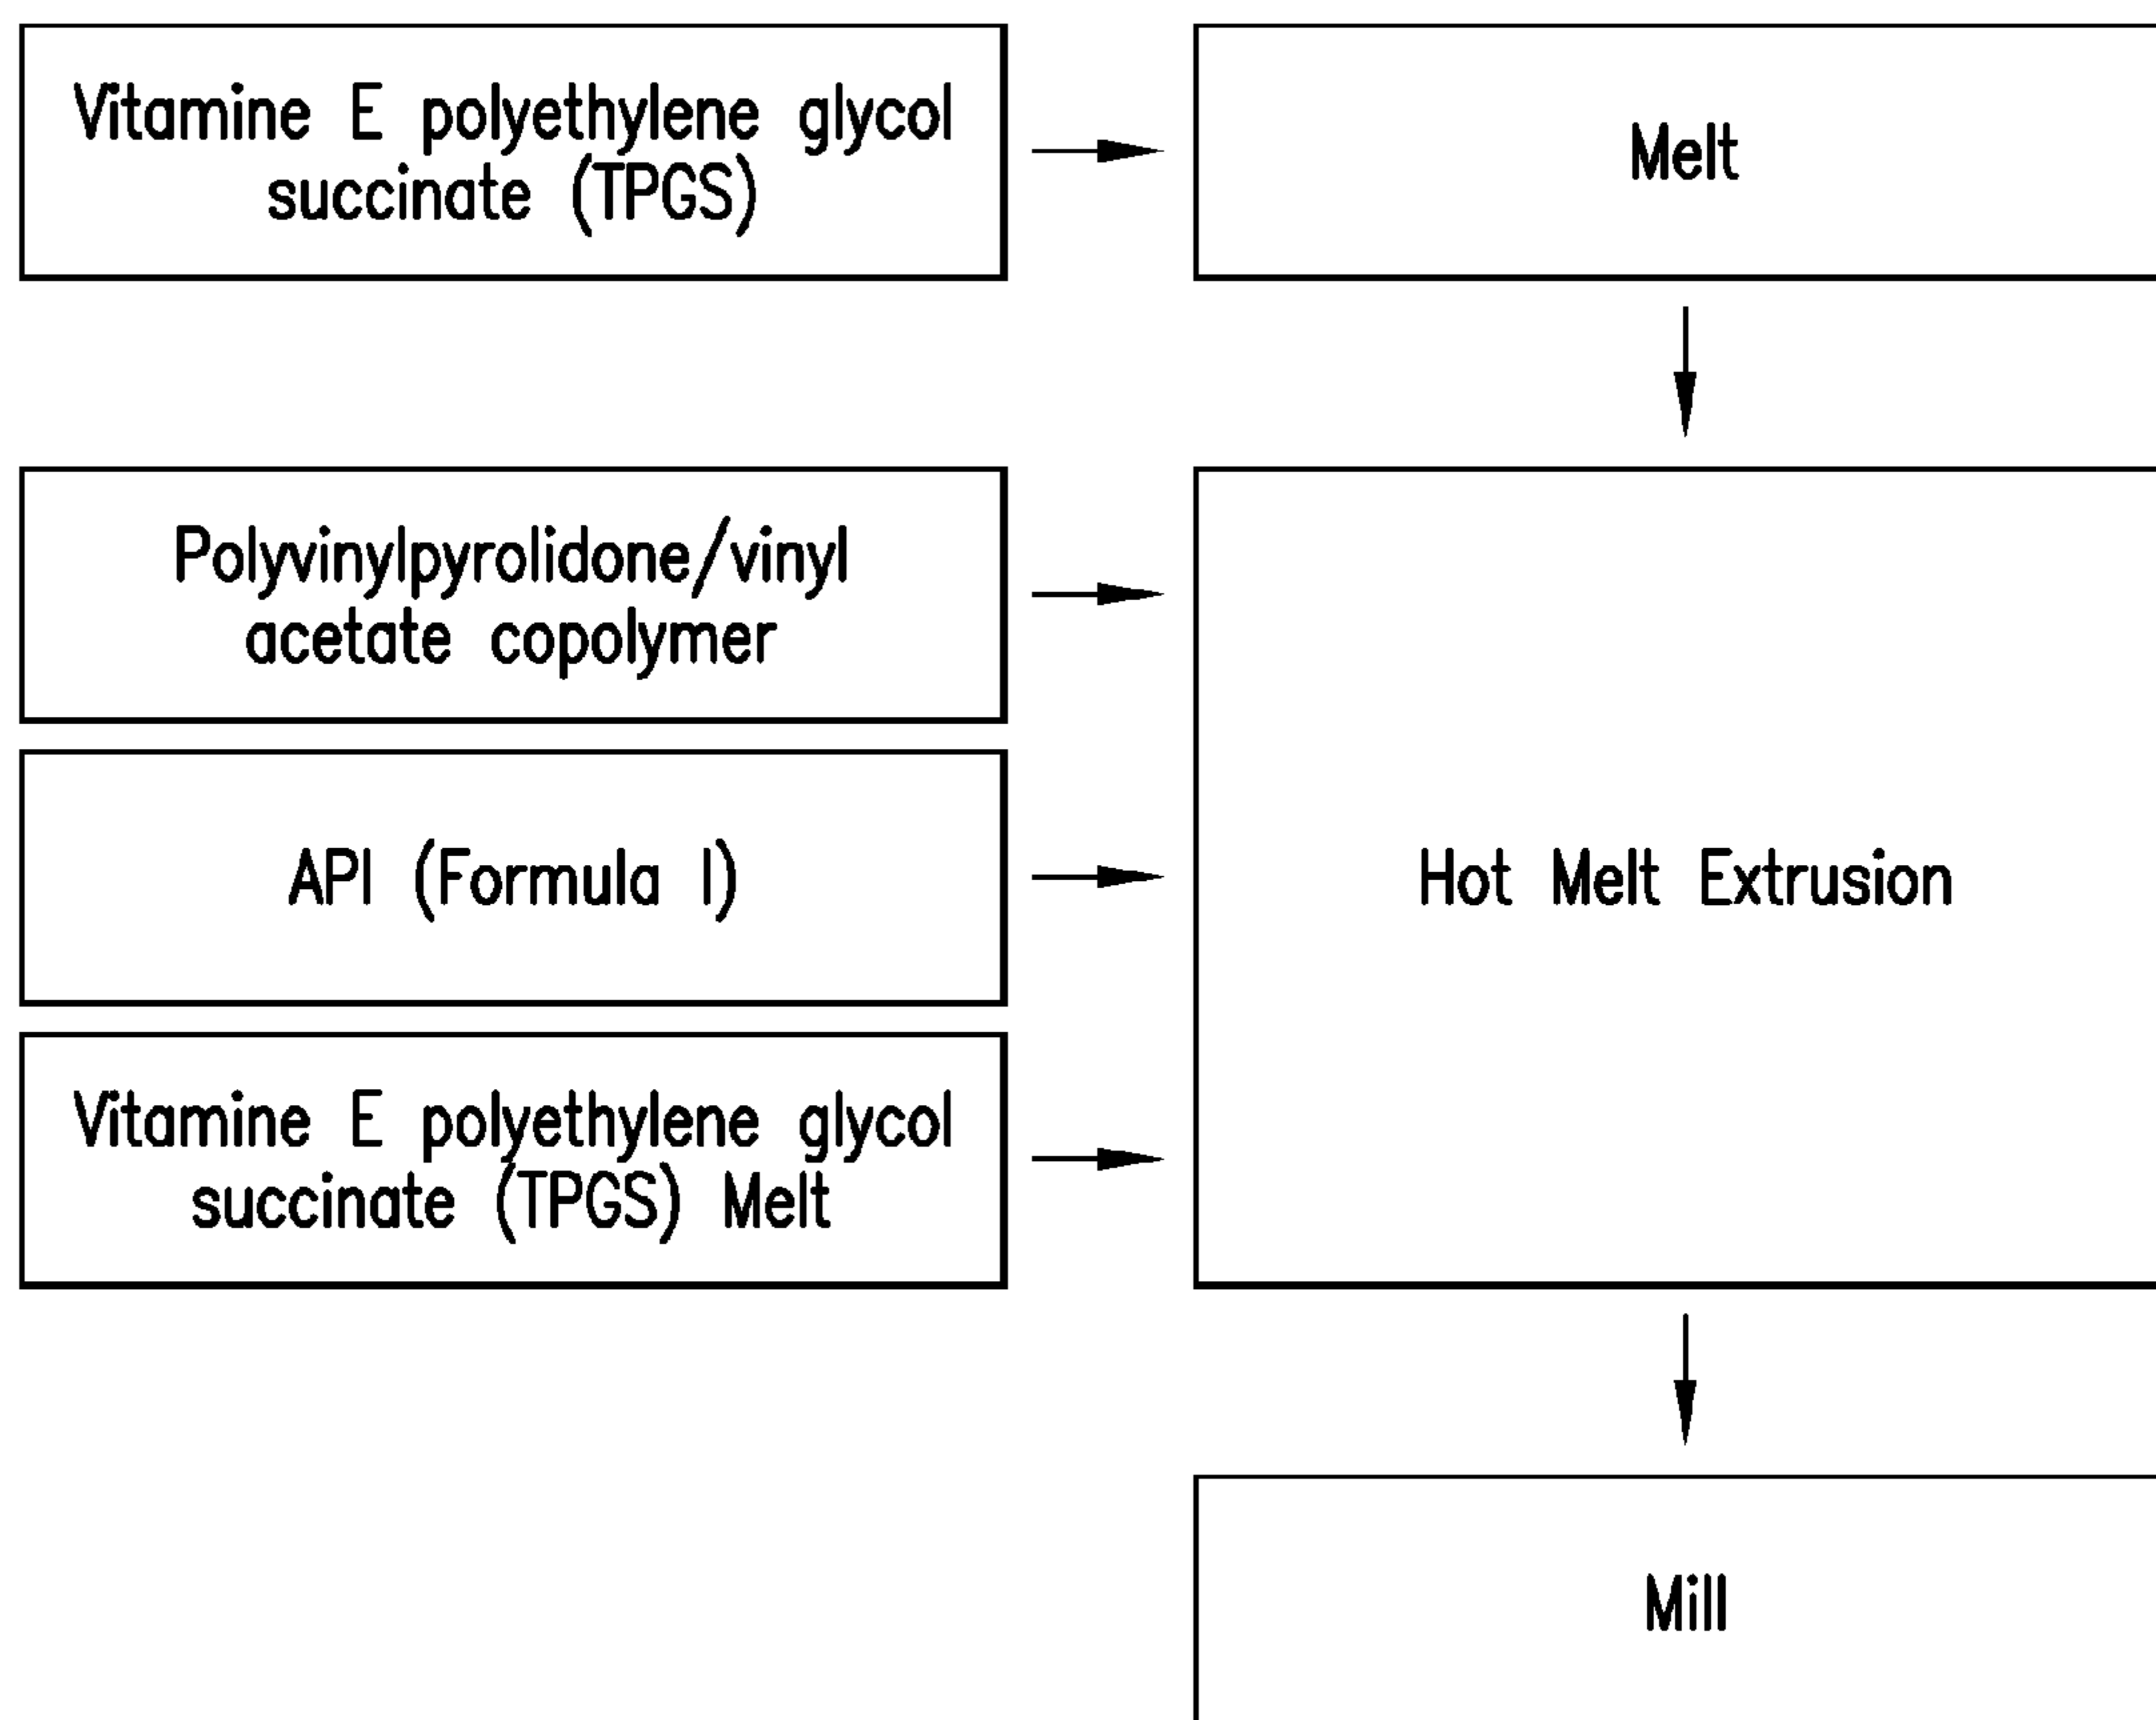 Vitamine E polyethylene glycol
succinate (TPGS)
Melt
Polyvinylpyrolidone/vinyl
acetate copolymer
API (Formula I)
Hot Melt Extrusion
Vitamine E polyethylene glycol
succinate (TPGS) Melt
Mill